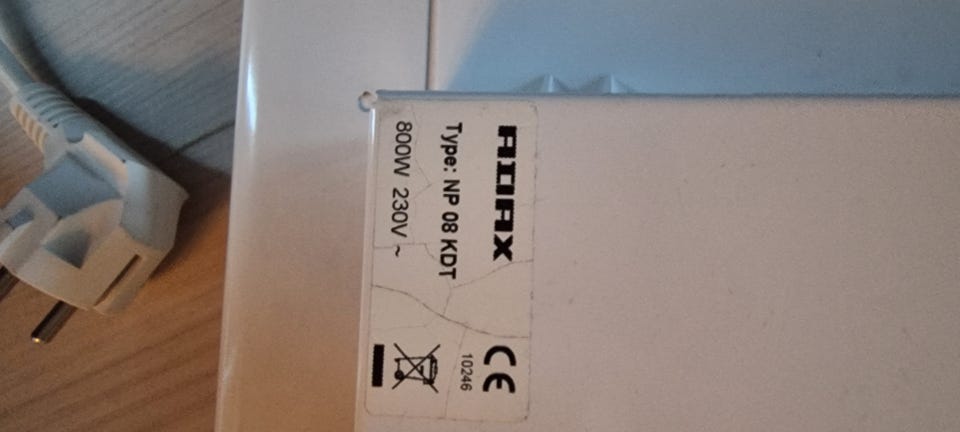 ADAX
Type: NP 08 KDT
800W 230V ~
CE
10246